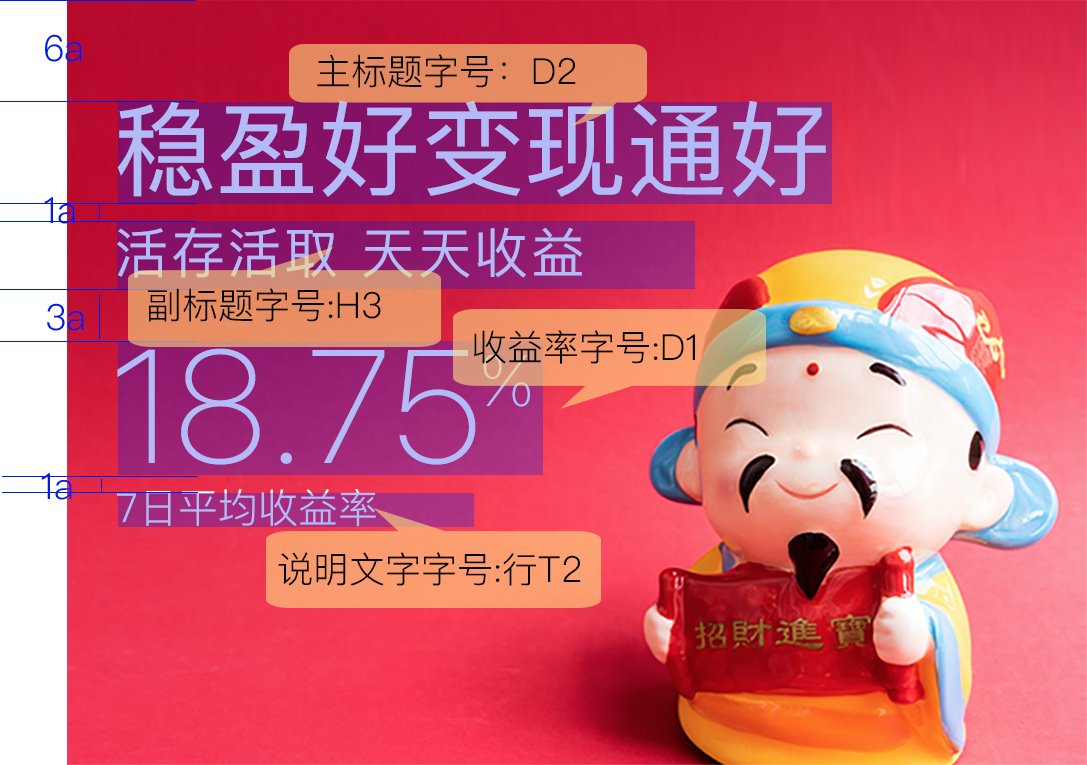 6a
主标题字号：D2
稳盈好变现通好
1a
活存活取 天天收益
3a
副标题字号:H3
收益率字号:D1
18.75%
1a
7日平均收益率
说明文字字号:行T2
招財進寶